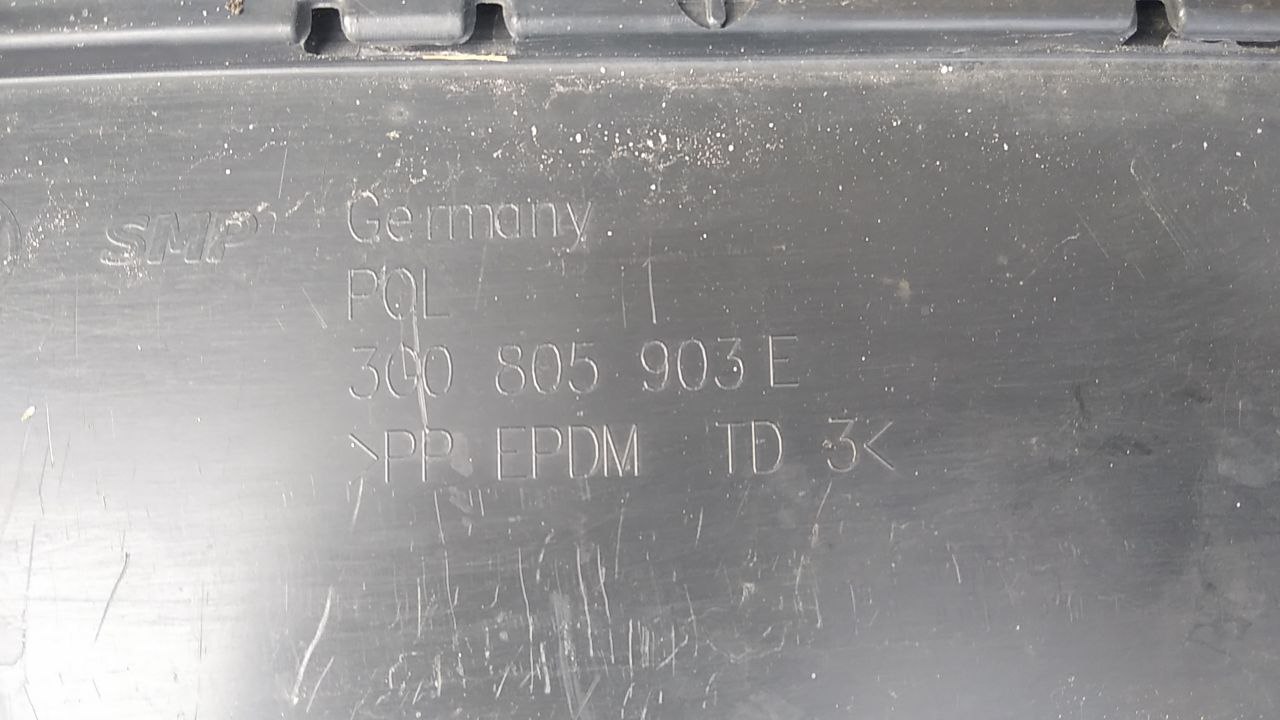 SMP Germany
POL
3C0 805 903 E
>PP EPDM TD 3<